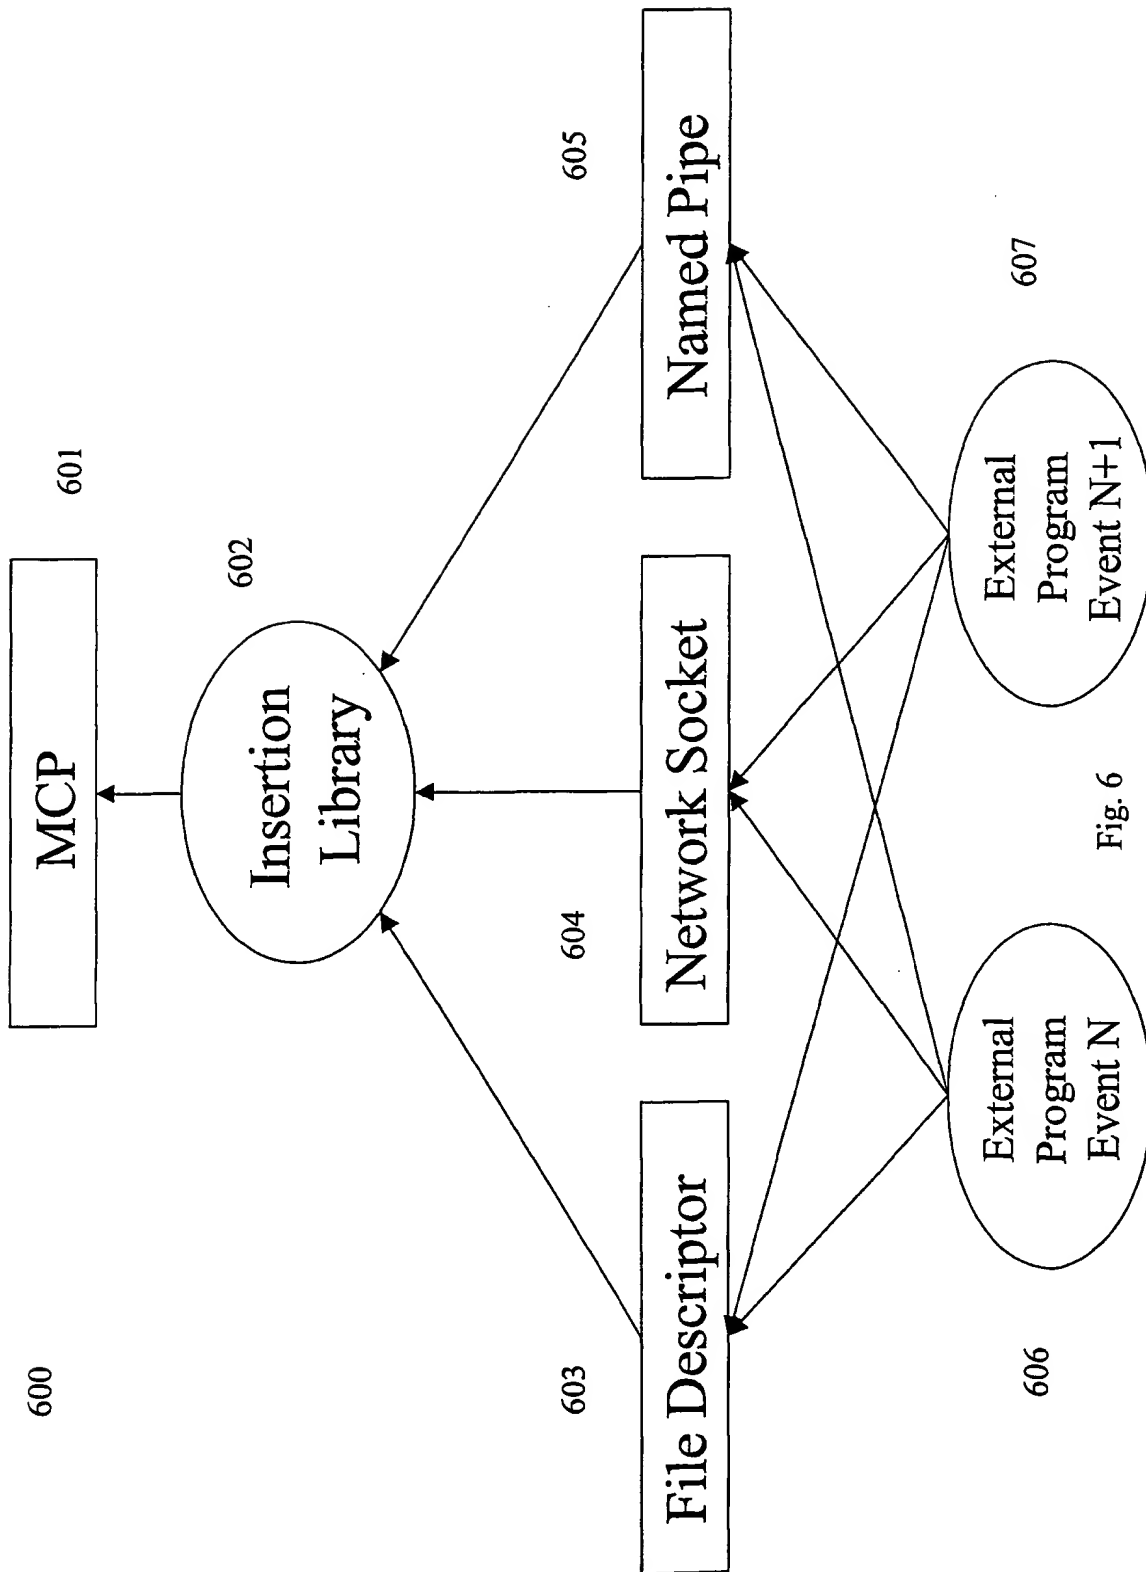 600
601
MCP
602
Insertion
Library
603
604
605
File Descriptor
Network Socket
Named Pipe
606
External
Program
Event N
External
Program
Event N+1
607
Fig. 6